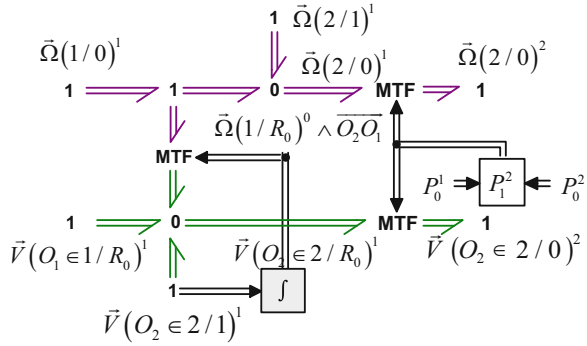 Ω⃗(2/1)¹
1
Ω⃗(1/0)¹ Ω⃗(2/0)¹ Ω⃗(2/0)²
1 1 0 MTF 1
Ω⃗(1/R₀)⁰ ∧ O₂O₁⃗
MTF
P₀¹ P₁² P₀²
1 0 MTF 1
V⃗(O₁ ∈ 1/R₀)¹ V⃗(O₂ ∈ 2/R₀)¹ V⃗(O₂ ∈ 2/0)²
1 ∫
V⃗(O₂ ∈ 2/1)¹